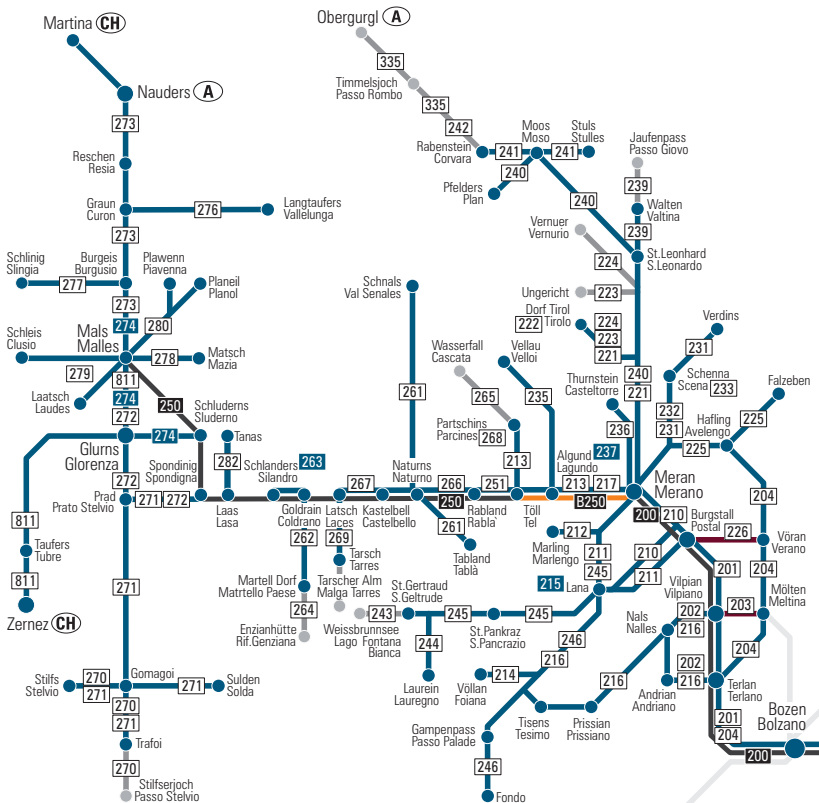 Martina CH
Obergurgl A
335
Timmelsjoch
Passo Rombo
335
242
Nauders A
273
Rabenstein
Corvara
241
Moos
Moso
241
Stuls
Stulles
240
Pfelders
Plan
240
Jaufenpass
Passo Giovo
239
Walten
Valtina
239
Reschen
Resia
Graun
Curon
276
Langtaufers
Vallelunga
273
Vernuer
Vernurio
224
St.Leonhard
S.Leonardo
Schlinig
Slingia
277
Burgeis
Burgusio
Plawenn
Piavenna
Planeil
Planol
273
274
280
Schnals
Val Senales
Ungericht
223
222
Dorf Tirol
Tirolo
224
223
221
Verdins
231
Schleis
Clusio
Mals
Malles
278
Matsch
Mazia
279
Laatsch
Laudes
811
274
272
250
Wasserfall
Cascata
265
Vellau
Velloi
235
261
240
221
Thurnstein
Casteltorre
236
Schenna
Scena
233
232
231
Falzeben
225
Hafling
Avelengo
225
Partschins
Parcines
268
213
Schluderns
Sluderno
274
Glurns
Glorenza
Tanas
282
Spondinig
Spondigna
Schlanders
Silandro
263
Naturns
Naturno
267
266
251
Algund
Lagundo
237
213
217
Meran
Merano
272
Prad
Prato Stelvio
271
272
Laas
Lasa
Goldrain
Coldrano
Latsch
Laces
Kastelbell
Castelbello
250
Rabland
Rabla`
Töll
Tel
B250
200
210
204
811
Taufers
Tubre
811
Zernez CH
262
269
Tarsch
Tarres
261
Tabland
Tablà
212
Marling
Marlengo
211
245
Burgstall
Postal
226
Vöran
Verano
210
211
201
204
Martell Dorf
Matrtello Paese
264
Enzianhütte
Rif.Genziana
Tarscher Alm
Malga Tarres
243
Weissbrunnsee
Lago Fontana
Bianca
St.Gertraud
S.Geltrude
245
St.Pankraz
S.Pancrazio
245
215
Lana
Vilpian
Vilpiano
203
Mölten
Meltina
202
216
Nals
Nalles
271
244
Laurein
Lauregno
246
216
214
Völlan
Foiana
216
202
216
Andrian
Andriano
204
Terlan
Terlano
Stilfs
Stelvio
270
271
Gomagoi
271
Sulden
Solda
270
271
Trafoi
270
Stilfserjoch
Passo Stelvio
Tisens
Tesimo
Prissian
Prissiano
Gampenpass
Passo Palade
246
Fondo
201
204
200
Bozen
Bolzano